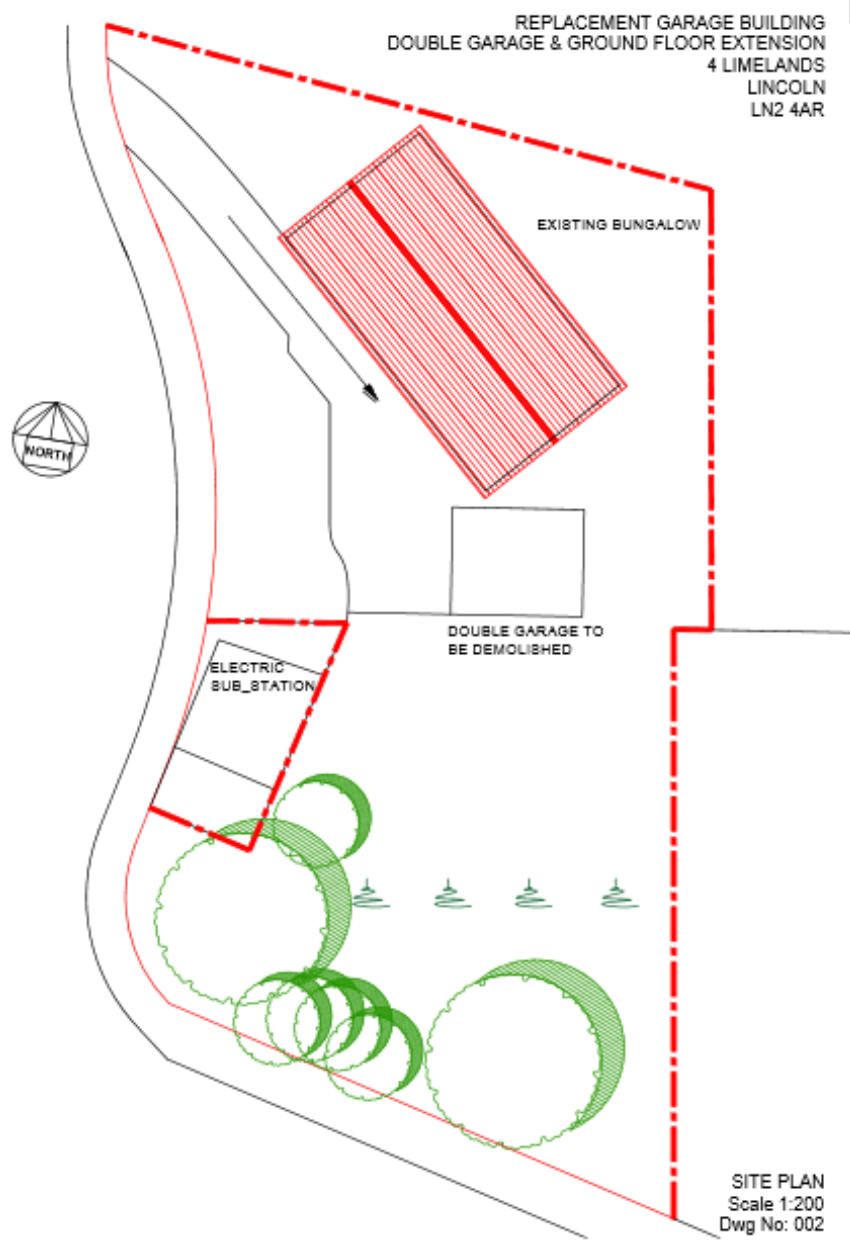 REPLACEMENT GARAGE BUILDING
DOUBLE GARAGE & GROUND FLOOR EXTENSION
4 LIMELANDS
LINCOLN
LN2 4AR
EXISTING BUNGALOW
NORTH
DOUBLE GARAGE TO
BE DEMOLISHED
ELECTRIC
SUB_STATION
SITE PLAN
Scale 1:200
Dwg No: 002